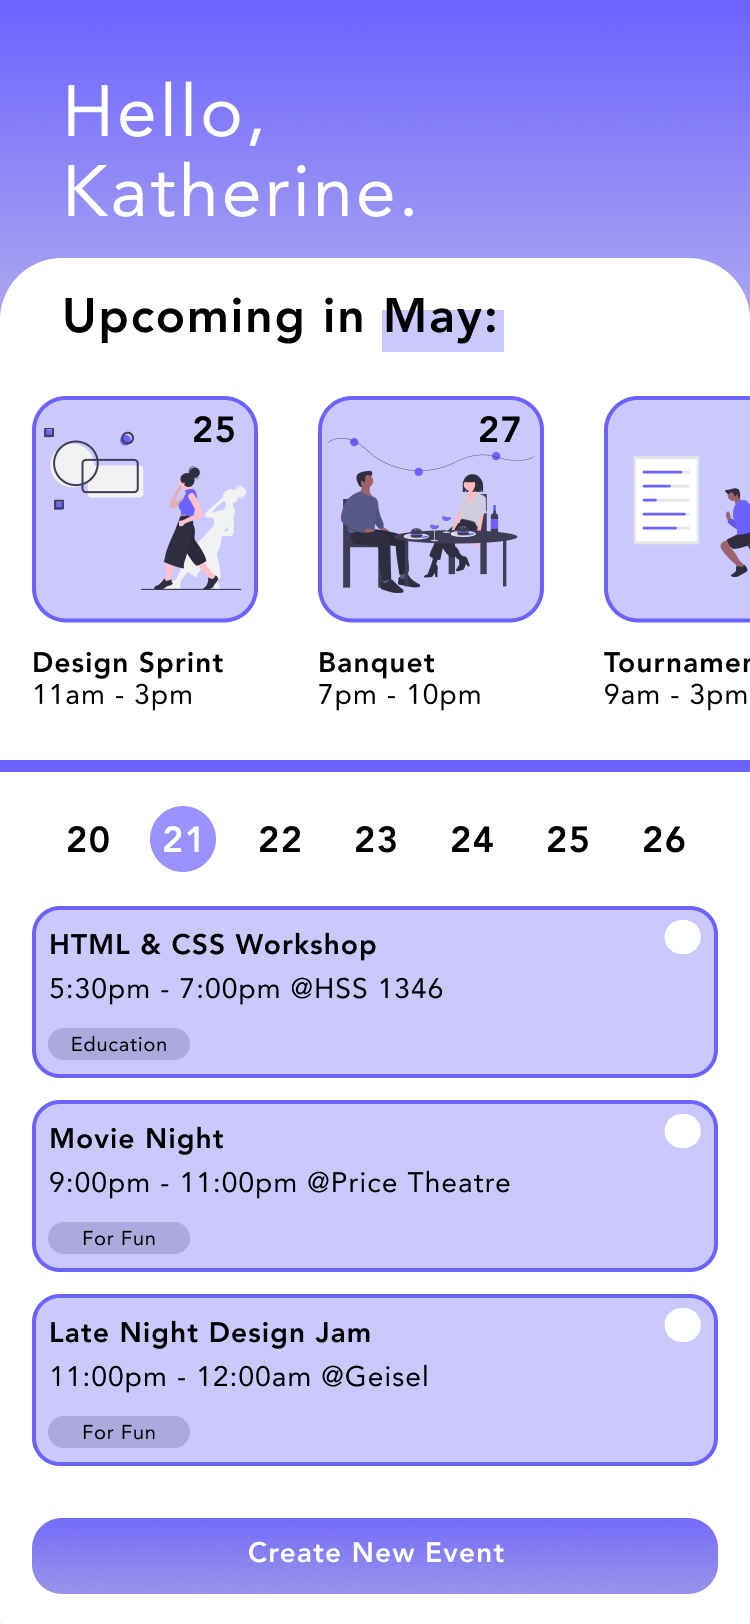 Hello,
Katherine.
Upcoming in May:
25
27
Design Sprint
11am - 3pm
Banquet
7pm - 10pm
9am - 3pm
20 21 22 23 24 25 26
HTML & CSS Workshop
5:30pm - 7:00pm @HSS 1346
Education
Movie Night
9:00pm - 11:00pm @Price Theatre
For Fun
Late Night Design Jam
11:00pm - 12:00am @Geisel
For Fun
Create New Event